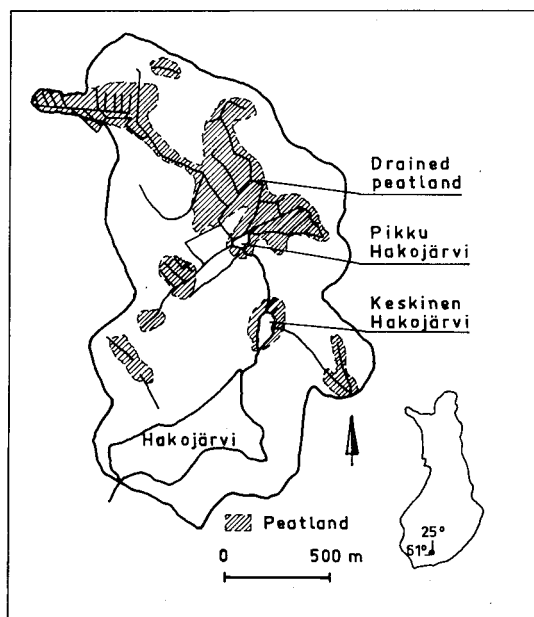 Drained
peatland
Pikku
Hakojärvi
Keskinen
Hakojärvi
Hakojärvi
Peatland
0 500 m
25°
61°